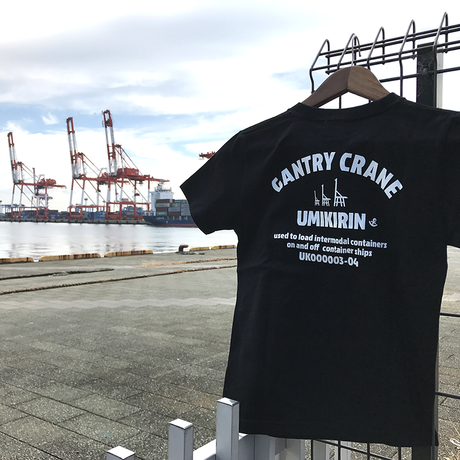 GANTRY CRANE
UMIKIRIN
used to load intermodal containers
on and off container ships
UK000003-04